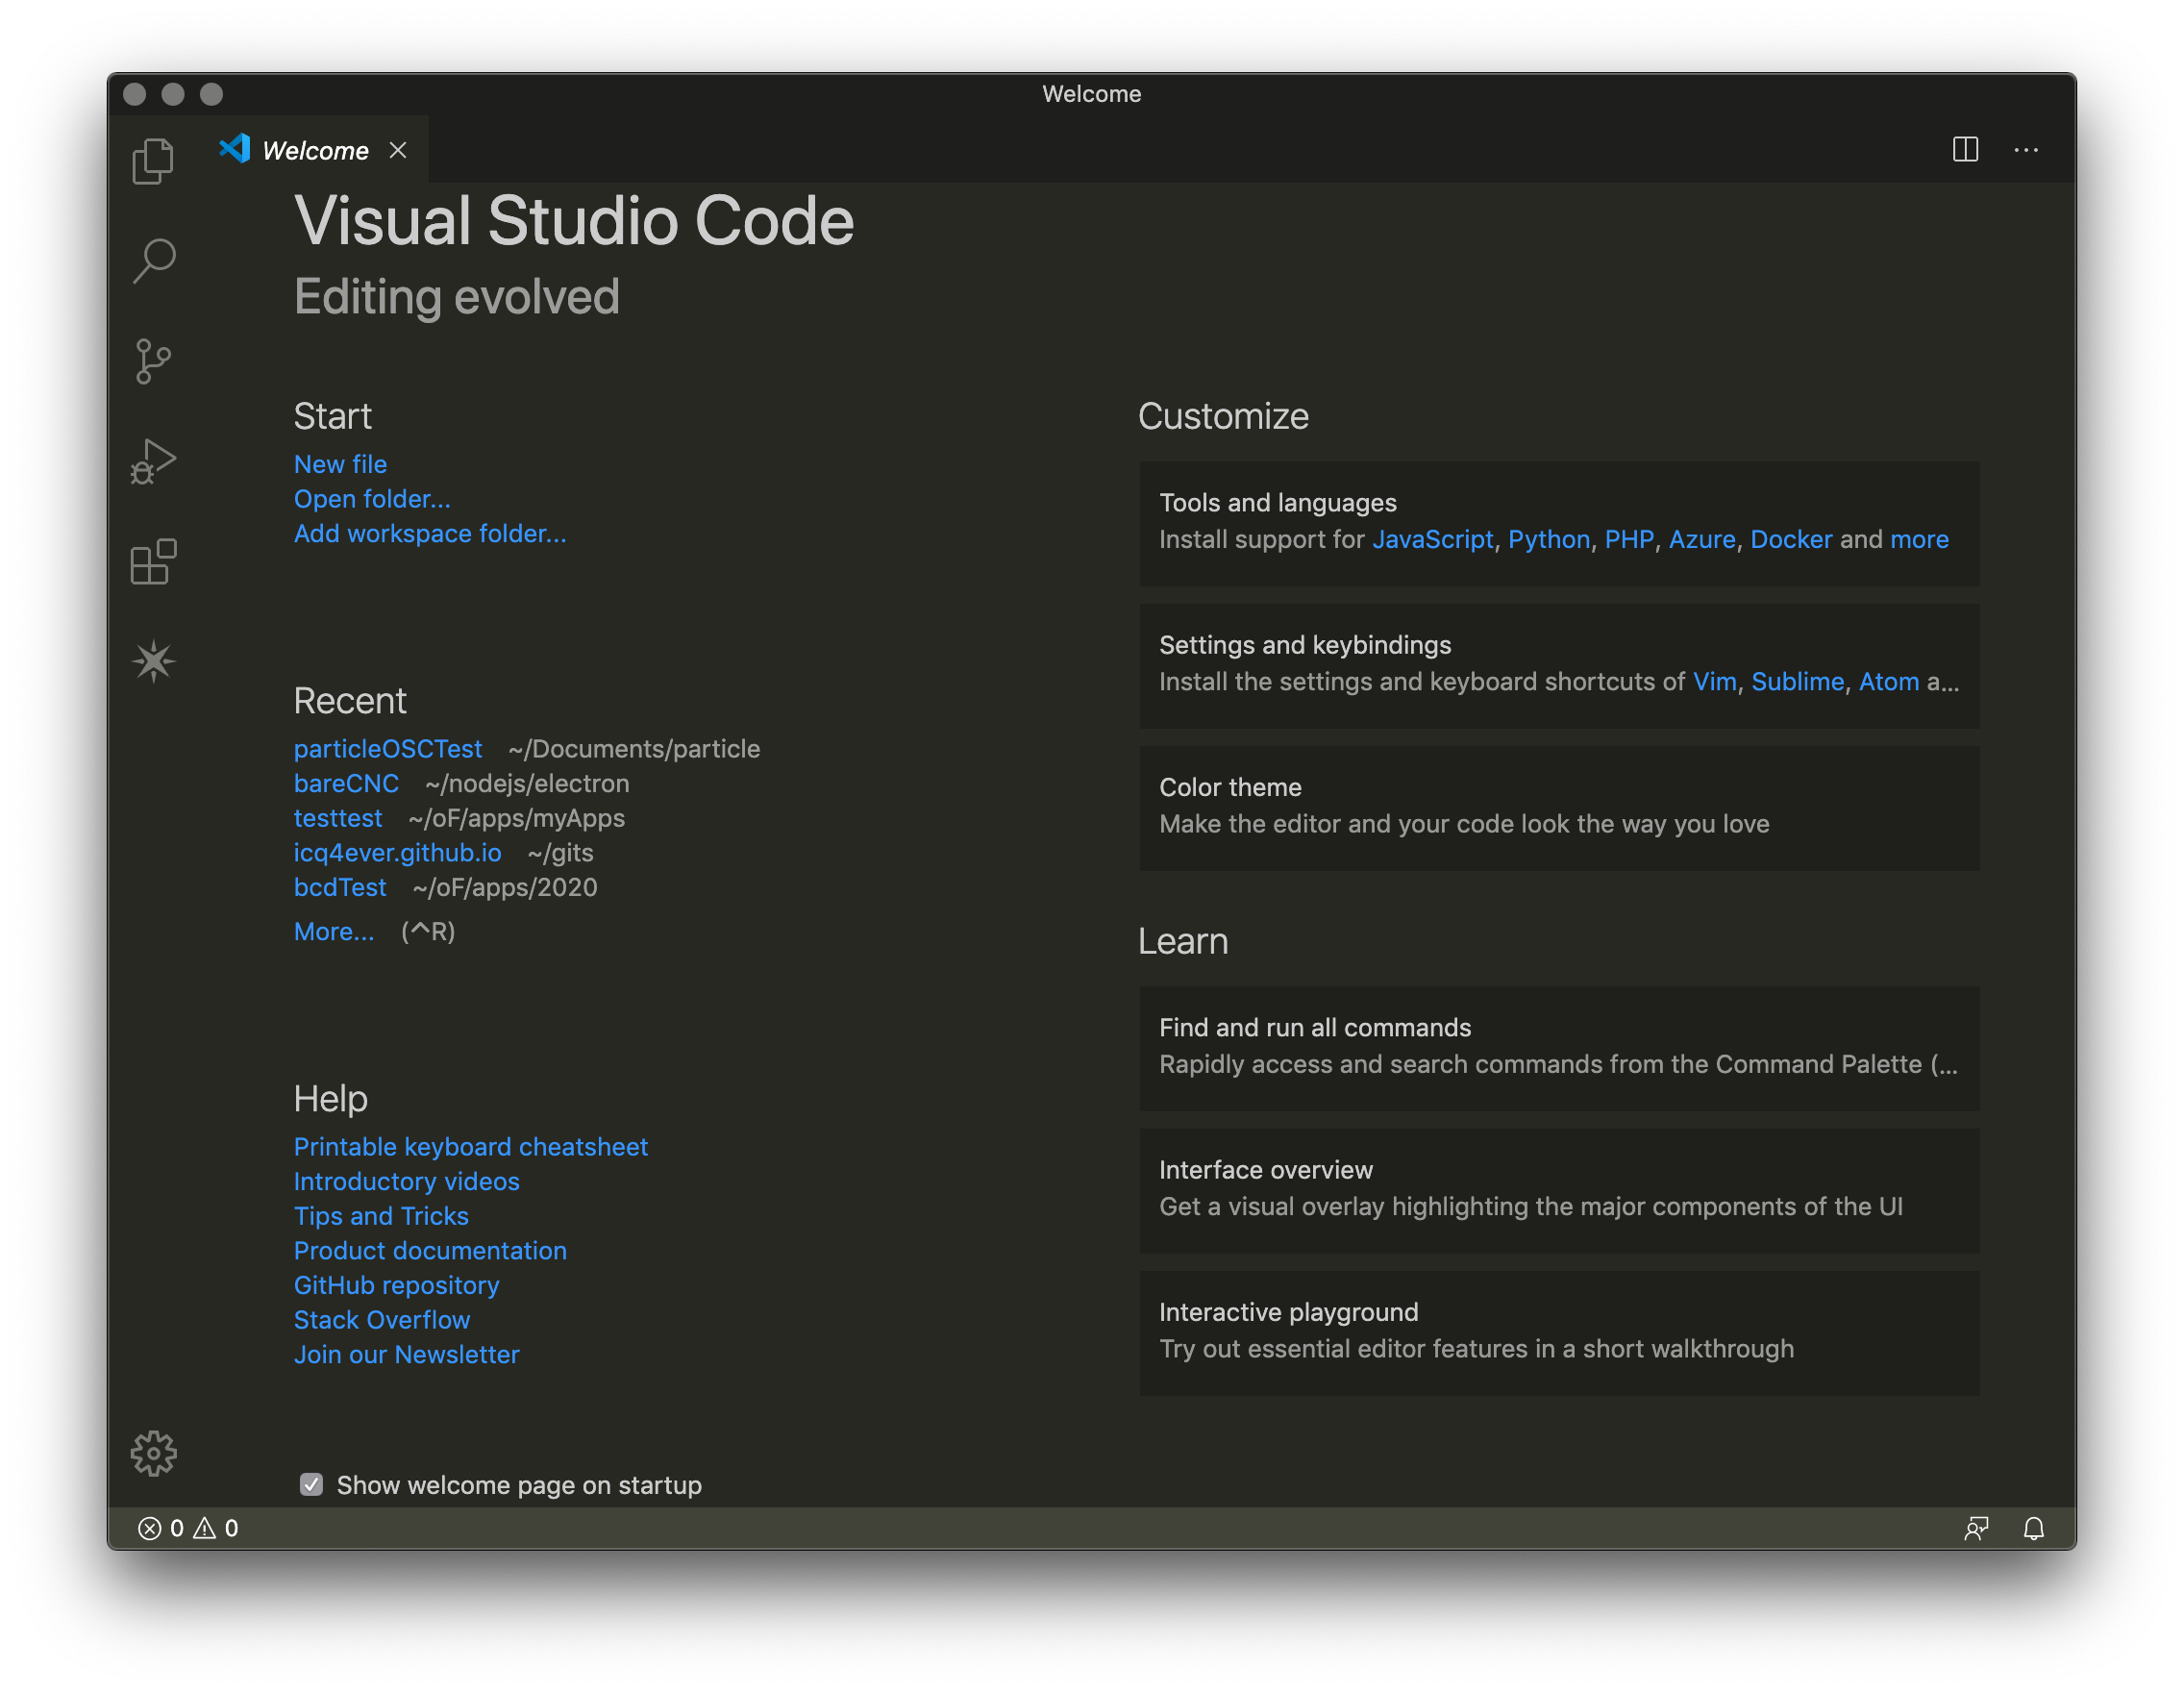 Welcome
Welcome
Visual Studio Code
Editing evolved
Start
New file
Open folder...
Add workspace folder...
Recent
particleOSCTest ~/Documents/particle
bareCNC ~/nodejs/electron
testtest ~/oF/apps/myApps
icq4ever.github.io ~/gits
bcdTest ~/oF/apps/2020
More... (^R)
Help
Printable keyboard cheatsheet
Introductory videos
Tips and Tricks
Product documentation
GitHub repository
Stack Overflow
Join our Newsletter
Show welcome page on startup
Customize
Tools and languages
Install support for JavaScript, Python, PHP, Azure, Docker and more
Settings and keybindings
Install the settings and keyboard shortcuts of Vim, Sublime, Atom a...
Color theme
Make the editor and your code look the way you love
Learn
Find and run all commands
Rapidly access and search commands from the Command Palette (...
Interface overview
Get a visual overlay highlighting the major components of the UI
Interactive playground
Try out essential editor features in a short walkthrough
0 0